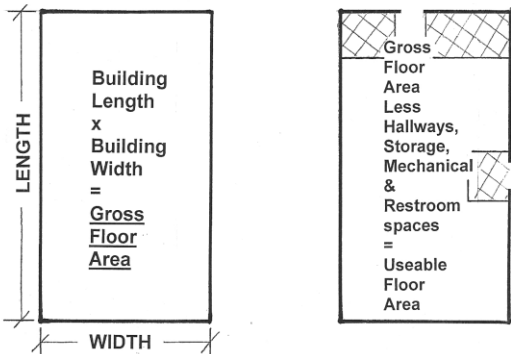 LENGTH
Building
Length
x
Building
Width
=
Gross
Floor
Area
WIDTH
Gross
Floor
Area
Less
Hallways,
Storage,
Mechanical
&
Restroom
spaces
=
Useable
Floor
Area